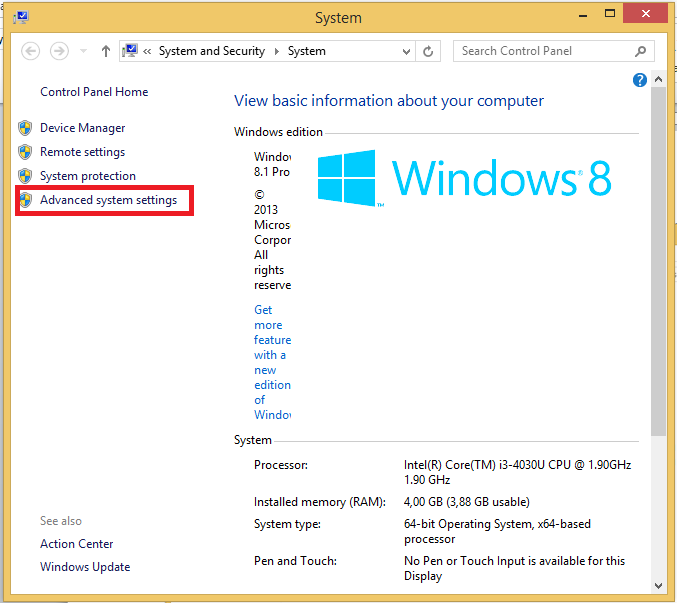 System
« System and Security › System
Search Control Panel
Control Panel Home
Device Manager
Remote settings
System protection
Advanced system settings
See also
Action Center
Windows Update
View basic information about your computer
Windows edition
Windov
8.1 Pro
©
2013
Micros
Corpor
All
rights
reserve
Get
more
feature
with a
new
edition
of
Windov
Windows® 8
™
System
Processor:
Intel(R) Core(TM) i3-4030U CPU @ 1.90GHz
1.90 GHz
Installed memory (RAM):
4,00 GB (3,88 GB usable)
System type:
64-bit Operating System, x64-based
processor
Pen and Touch:
No Pen or Touch Input is available for this
Display